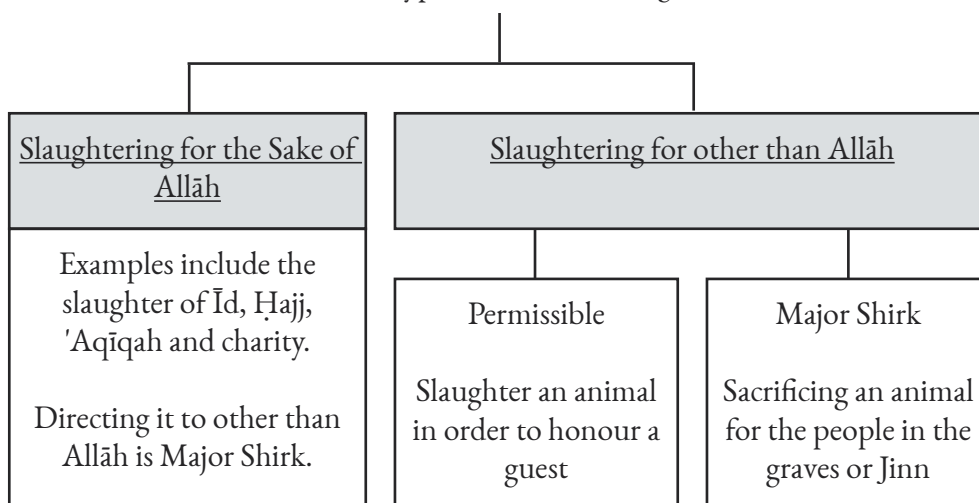 Slaughtering for the Sake of
Allāh
Slaughtering for other than Allāh
Examples include the
slaughter of Īd, Ḥajj,
'Aqīqah and charity.
Directing it to other than
Allāh is Major Shirk.
Permissible
Slaughter an animal
in order to honour a
guest
Major Shirk
Sacrificing an animal
for the people in the
graves or Jinn